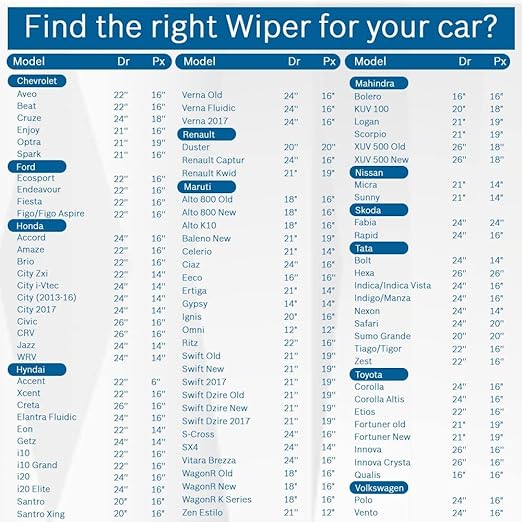 Find the right Wiper for your car?
Model Dr Px
Chevrolet
Aveo 22" 16"
Beat 22" 16"
Cruze 24" 18"
Enjoy 21" 16"
Optra 21" 19"
Spark 21" 16"
Ford
Ecosport 22" 16"
Endeavour 22" 16"
Fiesta 22" 16"
Figo/Figo Aspire 22" 16"
Honda
Accord 24" 16"
Amaze 22" 16"
Brio 22" 16"
City Zxi 22" 14"
City i-Vtec 24" 14"
City (2013-16) 24" 14"
City 2017 24" 14"
Civic 26" 16"
CRV 26" 16"
Jazz 24" 14"
WRV 24" 14"
Hyndai
Accent 22" 6"
Xcent 22" 16"
Creta 26" 16"
Elantra Fluidic 24" 16"
Eon 22" 14"
Getz 24" 14"
i10 22" 16"
i10 Grand 22" 16"
i20 24" 16"
i20 Elite 24" 16"
Santro 20" 16"
Santro Xing 20" 16"
Model Dr Px
Verna Old 24" 16"
Verna Fluidic 24" 16"
Verna 2017 24" 16"
Renault
Duster 20" 20"
Renault Captur 24" 16"
Renault Kwid 21" 19"
Maruti
Alto 800 Old 18" 16"
Alto 800 New 18" 16"
Alto K10 18" 16"
Baleno New 21" 19"
Celerio 21" 14"
Ciaz 24" 16"
Eeco 16" 16"
Ertiga 21" 14"
Gypsy 14" 14"
Ignis 20" 16"
Omni 12" 12"
Ritz 22" 16"
Swift Old 21" 19"
Swift New 21" 19"
Swift 2017 21" 19"
Swift Dzire Old 21" 19"
Swift Dzire New 21" 19"
Swift Dzire 2017 21" 19"
S-Cross 24" 16"
SX4 24" 14"
Vitara Brezza 24" 16"
WagonR Old 18" 16"
WagonR New 18" 16"
WagonR K Series 18" 16"
Zen Estilo 21" 12"
Model Dr Px
Mahindra
Bolero 16" 16"
KUV 100 20" 18"
Logan 21" 19"
Scorpio 21" 19"
XUV 500 Old 26" 18"
XUV 500 New 26" 18"
Nissan
Micra 21" 14"
Sunny 21" 14"
Skoda
Fabia 24" 24"
Rapid 24" 16"
Tata
Bolt 24" 14"
Hexa 26" 26"
Indica/Indica Vista 24" 16"
Indigo/Manza 24" 16"
Nexon 24" 14"
Safari 24" 20"
Sumo Grande 20" 20"
Tiago/Tigor 22" 16"
Zest 22" 16"
Toyota
Corolla 24" 16"
Corolla Altis 24" 16"
Etios 22" 16"
Fortuner old 21" 19"
Fortuner New 21" 19"
Innova 26" 16"
Innova Crysta 26" 16"
Qualis 16" 16"
Volkswagen
Polo 24" 16"
Vento 24" 16"